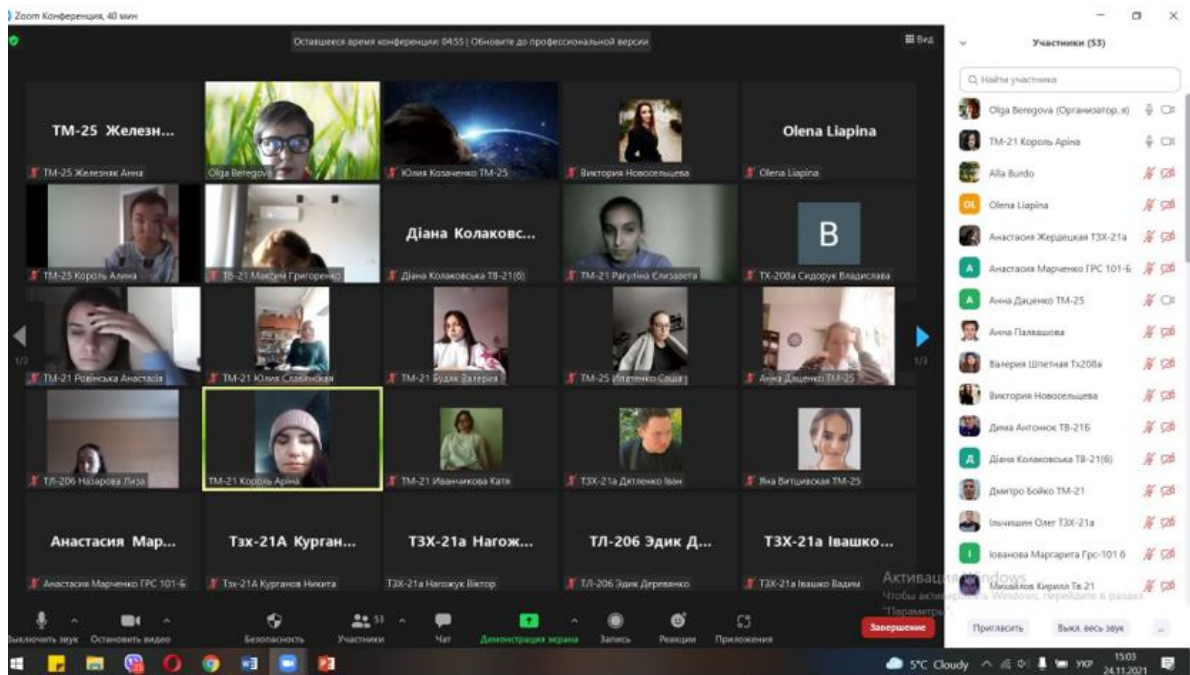 Zoom Конференция, 40 мин
Оставшееся время конференции: 04:55 | Обновите до профессиональной версии
Вид
ТМ-25 Железн...
ТМ-25 Железняк Анна
Olga Beregova
Юлия Козаченко ТМ-25
Виктория Новосельцева
Olena Liapina
Olena Liapina
ТМ-25 Король Алина
ТВ-21 Максим Григоренко
Діана Колаковс...
Діана Колаковська ТВ-21(6)
ТМ-21 Рагуліна Єлизавета
В
ТХ-208а Сидорук Владислава
1/3
ТМ-21 Ровінська Анастасія
ТМ-21 Юлия Славинская
ТМ-21 Будяк Валерия
ТМ-25 Ипатенко Саша
Анна Даценко ТМ-25
1/3
ТЛ-206 Назарова Лиза
ТМ-21 Король Аріна
ТМ-21 Иванчикова Катя
ТЗХ-21а Дятленко Іван
Яна Витшивская ТМ-25
Анастасия Мар...
Анастасия Марченко ГРС 101-Б
Тзх-21А Курган...
Тзх-21А Курганов Никита
ТЗХ-21а Нагож...
ТЗХ-21а Нагожук Віктор
ТЛ-206 Эдик Д...
ТЛ-206 Эдик Деревянко
ТЗХ-21а Івашко...
ТЗХ-21а Івашко Вадим
Участники (53)
Найти участника
Olga Beregova (Организатор, я)
ТМ-21 Король Аріна
Alla Burdo
OL
Olena Liapina
Анастасия Жердецкая ТЗХ-21а
А
Анастасия Марченко ГРС 101-Б
А
Анна Даценко ТМ-25
Анна Палвашова
Валерия Шпетная Тх208а
Виктория Новосельцева
Дима Антонюк ТВ-21Б
Д
Діана Колаковська ТВ-21(6)
Дмитро Бойко ТМ-21
Ільчишин Олег ТЗХ-21а
І
Іованова Маргарита Грс-101 б
Михайлов Кирилл Тв 21
Активация Windows
Чтобы активировать Windows, перейдите в раздел
"Параметры"
Выключить звук
Остановить видео
Безопасность
53
Участники
Чат
Демонстрация экрана
Запись
Реакции
Приложения
Завершение
Пригласить
Выкл. весь звук
...
5°C Cloudy
УКР
15:03
24.11.2021